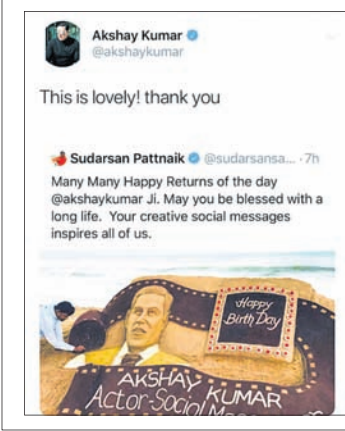 Akshay Kumar
@akshaykumar
This is lovely! thank you
Sudarsan Pattnaik @sudarsansa... · 7h
Many Many Happy Returns of the day
@akshaykumar Ji. May you be blessed with a
long life. Your creative social messages
inspires all of us.
Happy
Birth Day
AKSHAY KUMAR
Actor-Social